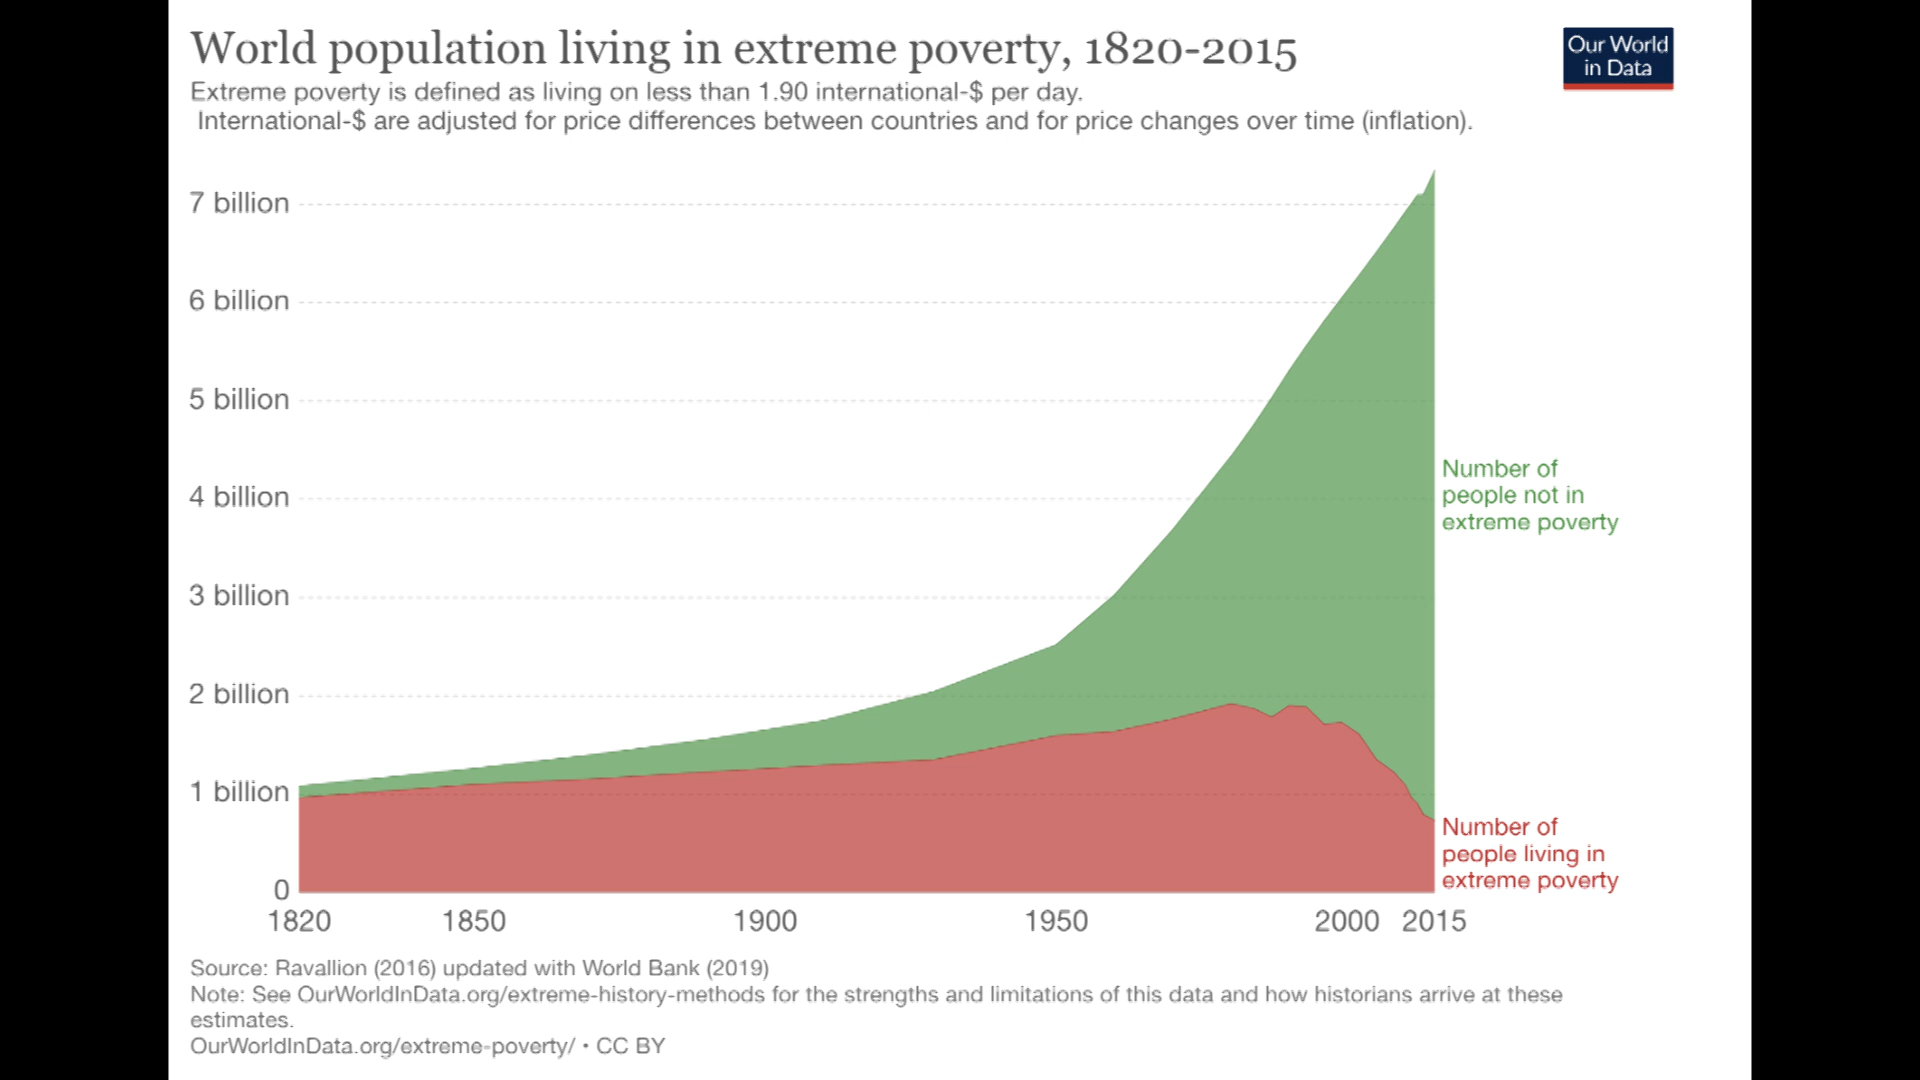 World population living in extreme poverty, 1820-2015
Our World
in Data
Extreme poverty is defined as living on less than 1.90 international-$ per day.
International-$ are adjusted for price differences between countries and for price changes over time (inflation).
7 billion
6 billion
5 billion
4 billion
3 billion
2 billion
1 billion
0
Number of
people not in
extreme poverty
Number of
people living in
extreme poverty
1820 1850 1900 1950 2000 2015
Source: Ravallion (2016) updated with World Bank (2019)
Note: See OurWorldInData.org/extreme-history-methods for the strengths and limitations of this data and how historians arrive at these
estimates.
OurWorldInData.org/extreme-poverty/ • CC BY